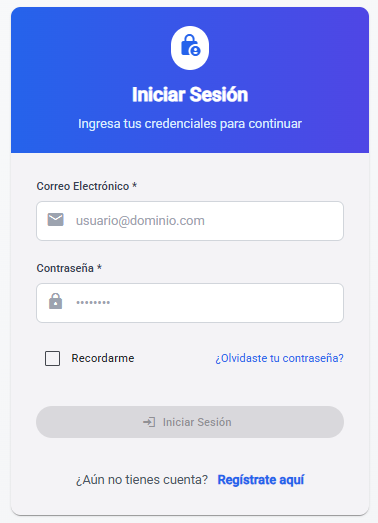 Iniciar Sesión
Ingresa tus credenciales para continuar
Correo Electrónico *
usuario@dominio.com
Contraseña *
••••••••
Recordarme ¿Olvidaste tu contraseña?
Iniciar Sesión
¿Aún no tienes cuenta? Regístrate aquí